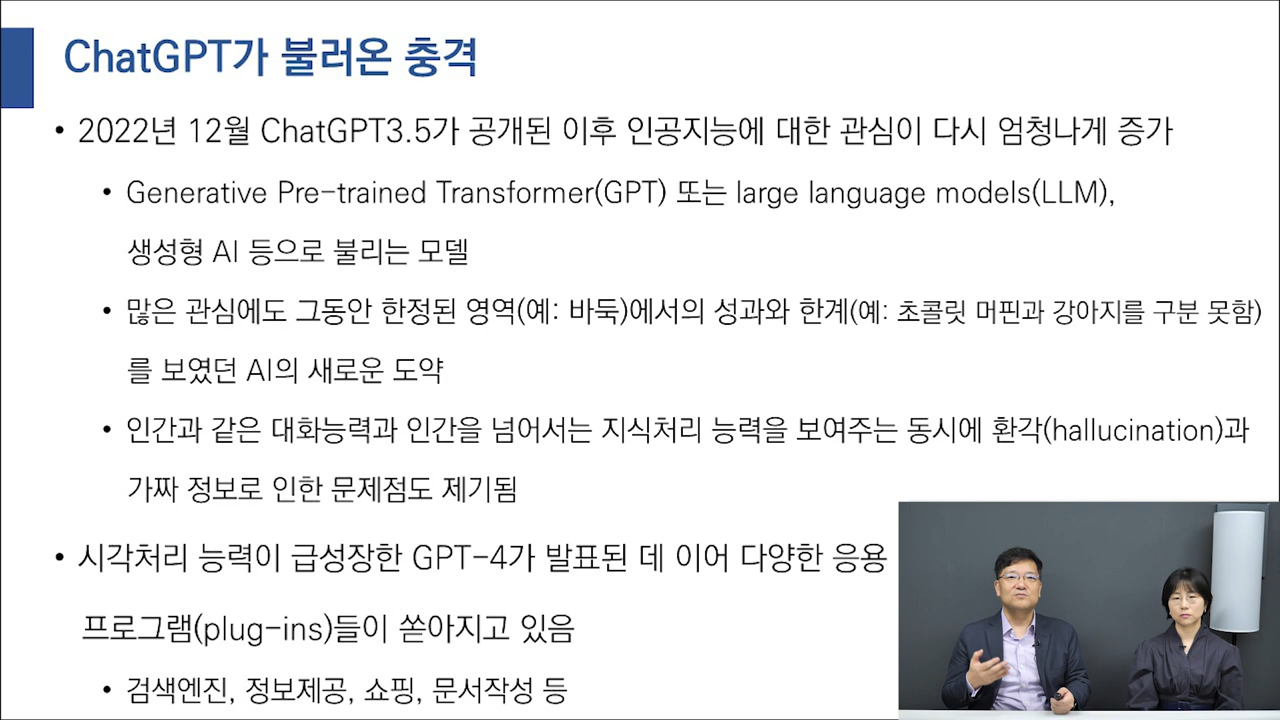 ChatGPT가 불러온 충격
• 2022년 12월 ChatGPT3.5가 공개된 이후 인공지능에 대한 관심이 다시 엄청나게 증가
• Generative Pre-trained Transformer(GPT) 또는 large language models(LLM),
생성형 AI 등으로 불리는 모델
• 많은 관심에도 그동안 한정된 영역(예: 바둑)에서의 성과와 한계(예: 초콜릿 머핀과 강아지를 구분 못함)
를 보였던 AI의 새로운 도약
• 인간과 같은 대화능력과 인간을 넘어서는 지식처리 능력을 보여주는 동시에 환각(hallucination)과
가짜 정보로 인한 문제점도 제기됨
• 시각처리 능력이 급성장한 GPT-4가 발표된 데 이어 다양한 응용
프로그램(plug-ins)들이 쏟아지고 있음
• 검색엔진, 정보제공, 쇼핑, 문서작성 등